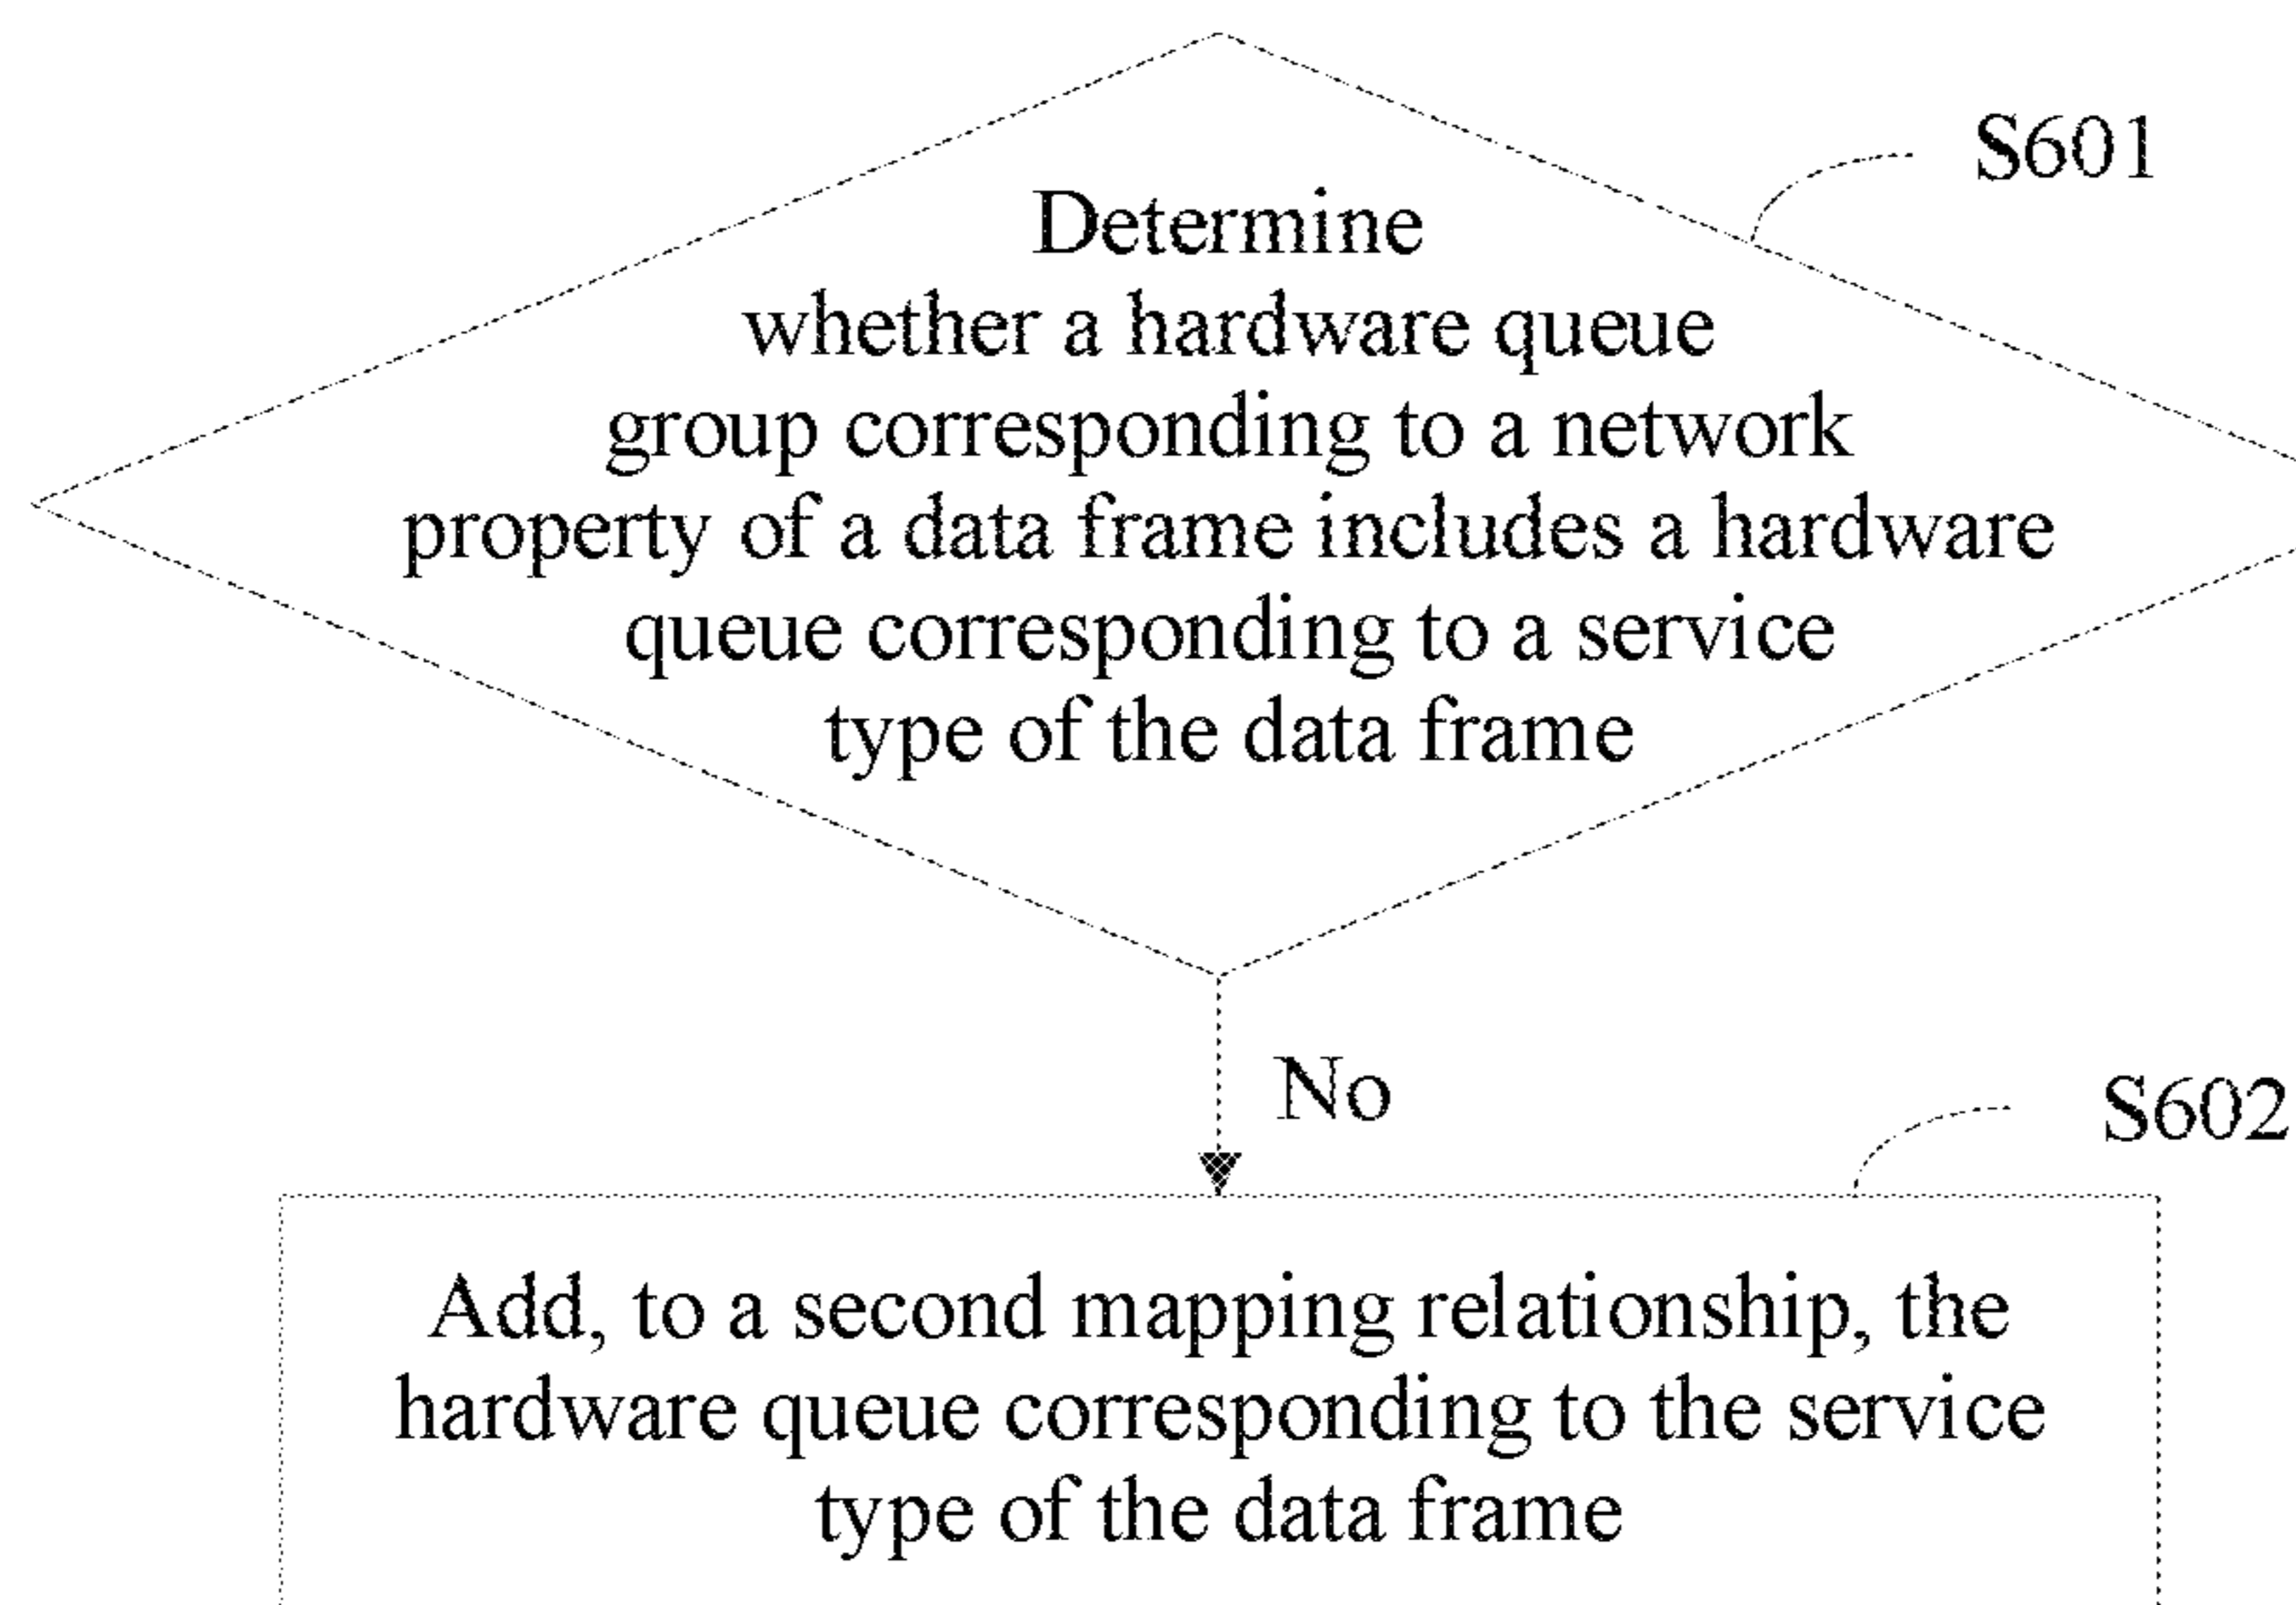 S601
Determine
whether a hardware queue
group corresponding to a network
property of a data frame includes a hardware
queue corresponding to a service
type of the data frame
No
S602
Add, to a second mapping relationship, the
hardware queue corresponding to the service
type of the data frame